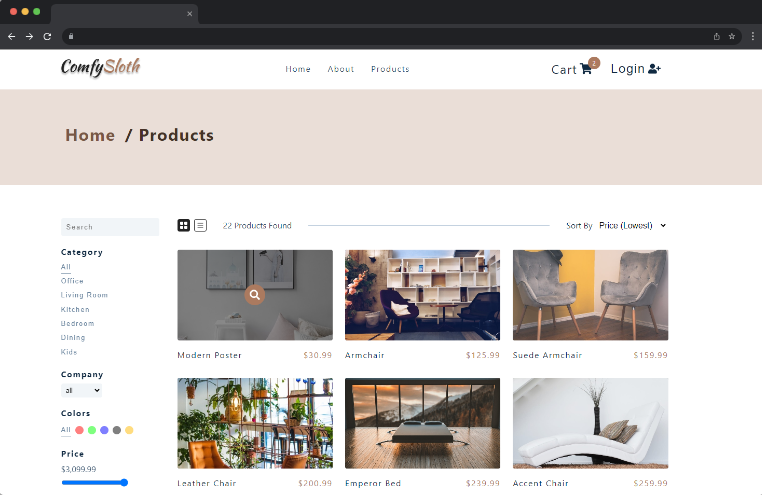 ComfySloth
Home About Products
Cart 2 Login
Home / Products
Search
22 Products Found
Sort By Price (Lowest)
Category
All
Office
Living Room
Kitchen
Bedroom
Dining
Kids
Company
all
Colors
All
Price
$3,099.99
Modern Poster $30.99
Armchair $125.99
Suede Armchair $159.99
Leather Chair $200.99
Emperor Bed $239.99
Accent Chair $259.99